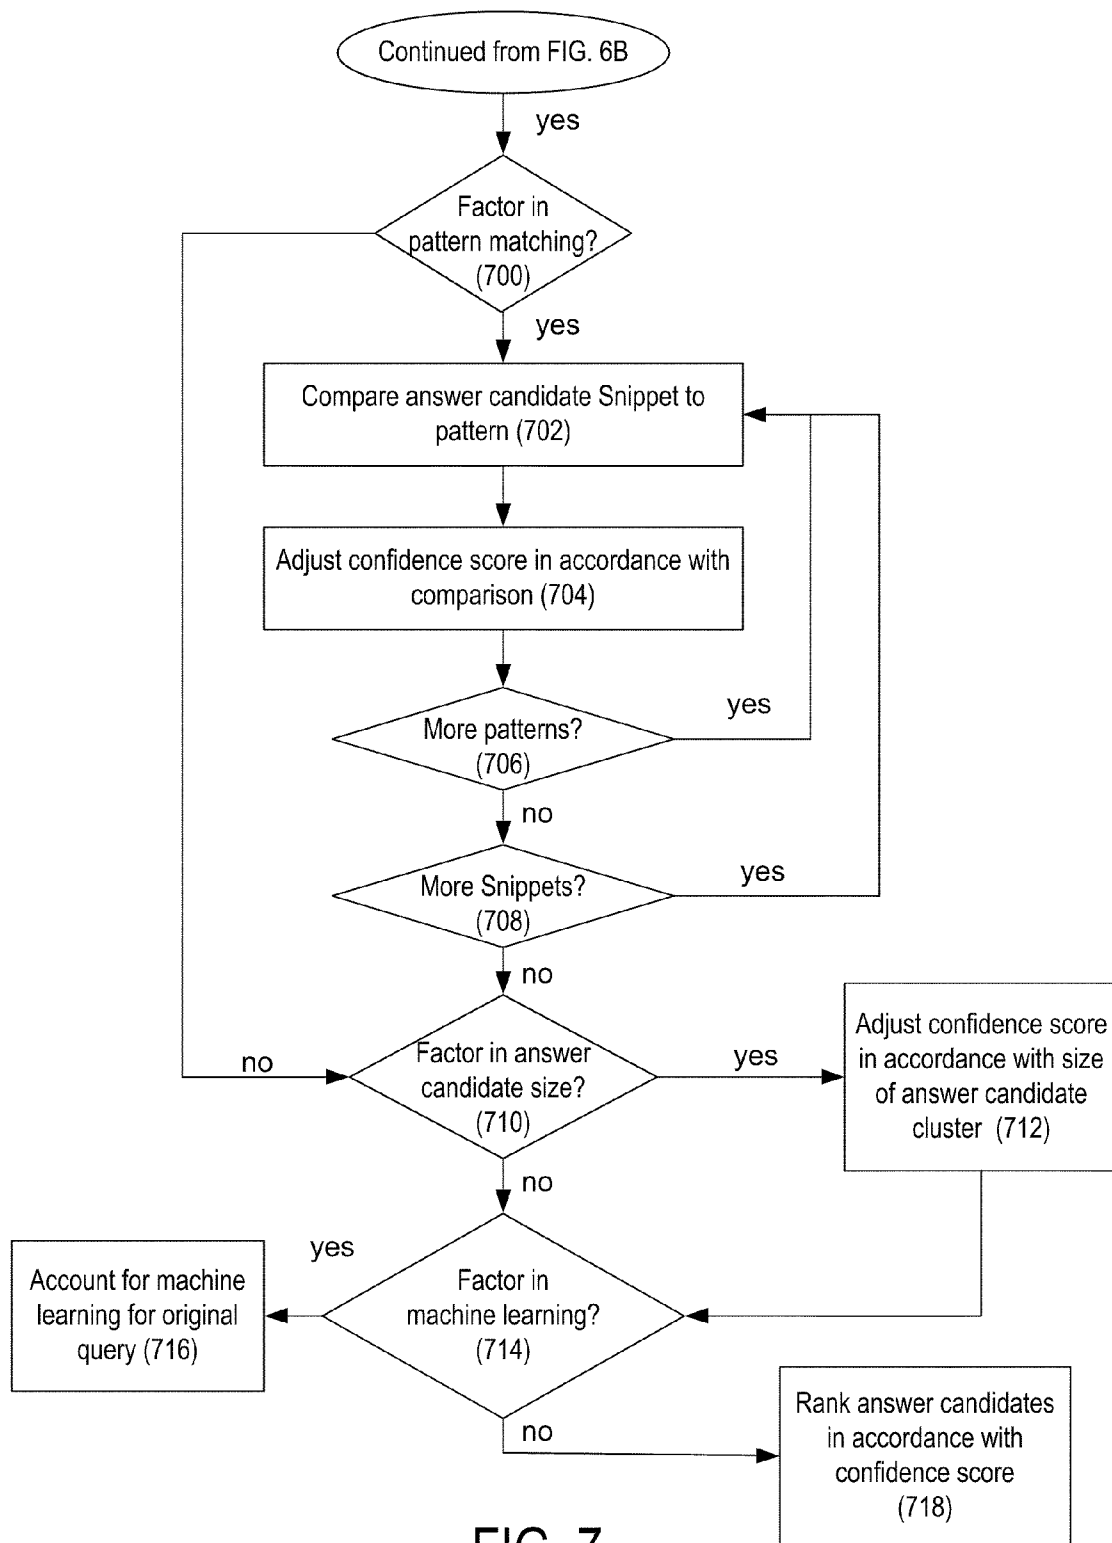 Continued from FIG. 6B
yes
Factor in
pattern matching?
(700)
yes
Compare answer candidate Snippet to
pattern (702)
Adjust confidence score in accordance with
comparison (704)
More patterns?
(706)
yes
no
More Snippets?
(708)
yes
no
Factor in answer
candidate size?
(710)
no
yes
Adjust confidence score
in accordance with size
of answer candidate
cluster (712)
no
Factor in
machine learning?
(714)
yes
Account for machine
learning for original
query (716)
no
Rank answer candidates
in accordance with
confidence score
(718)
FIG. 7